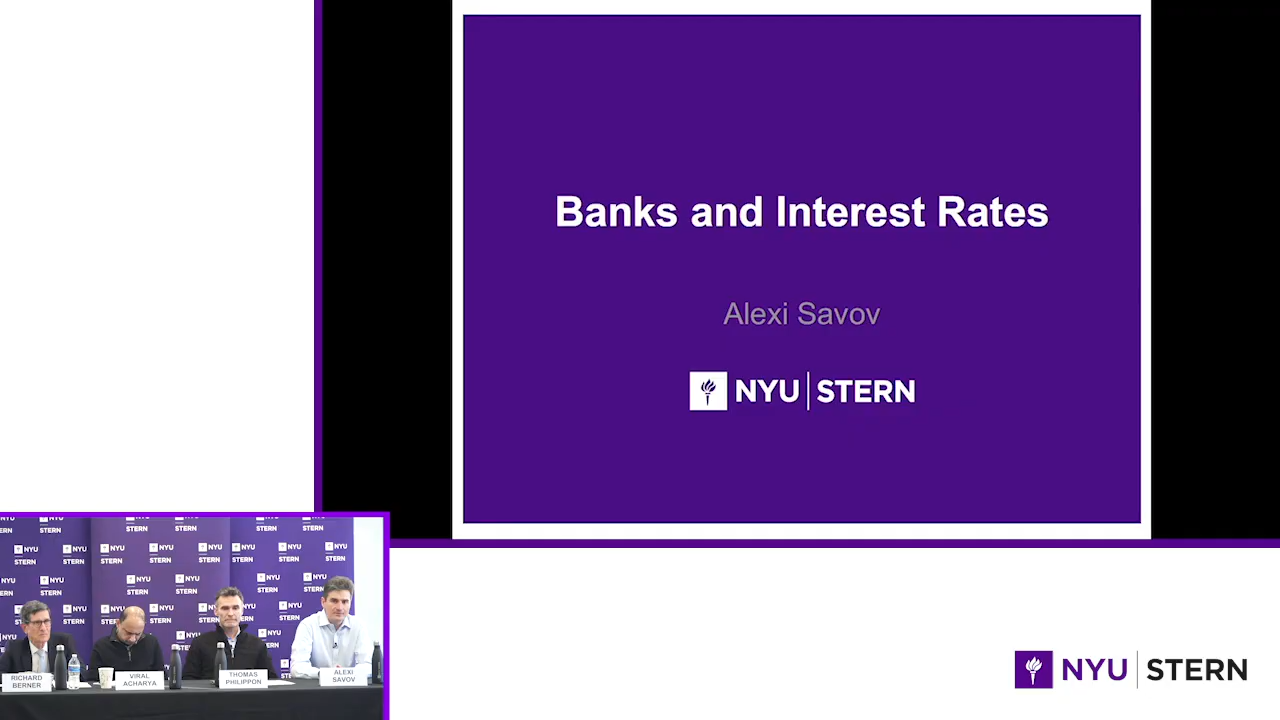 Banks and Interest Rates
Alexi Savov
NYU STERN
RICHARD
BERNER
VIRAL
ACHARYA
THOMAS
PHILIPPON
ALEXI
SAVOV
NYU STERN